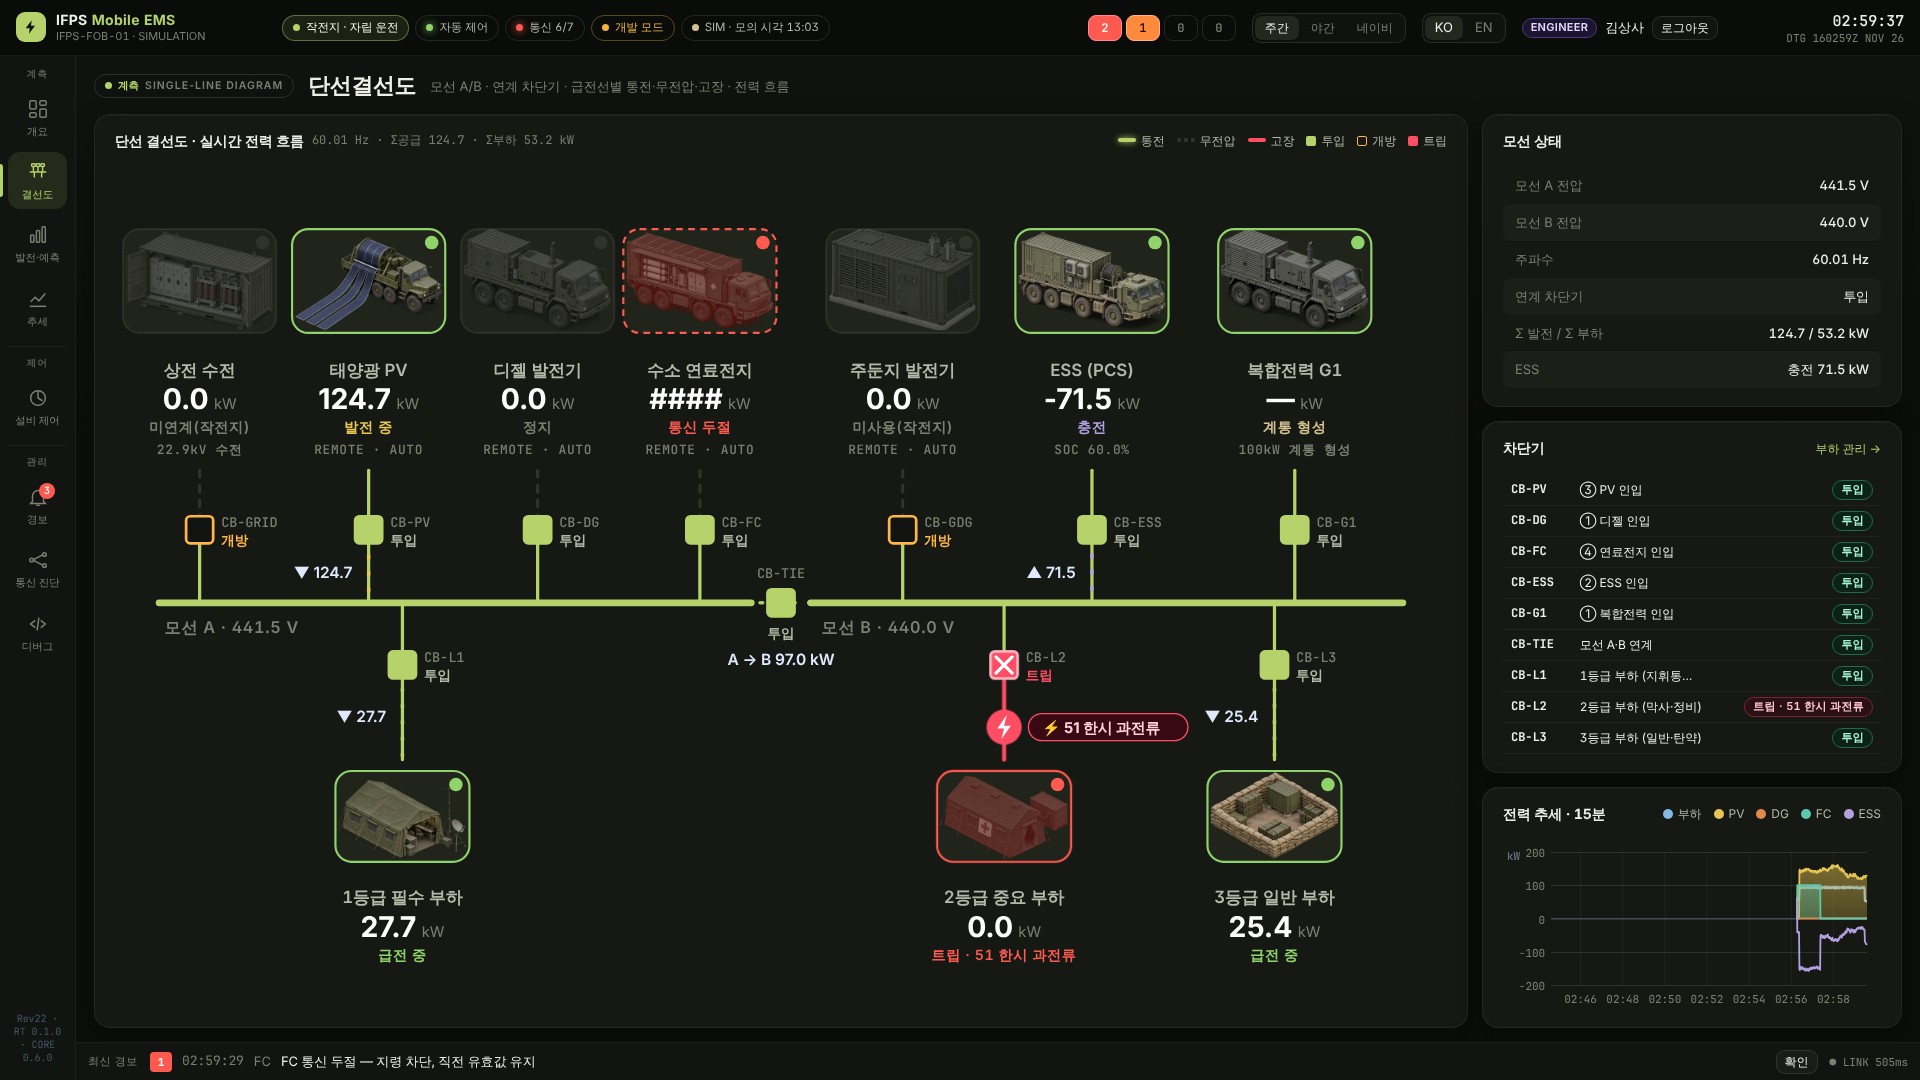 IFPS Mobile EMS
IFPS-FOB-01 · SIMULATION
작전지 · 자립 운전
자동 제어
통신 6/7
개발 모드
SIM · 모의 시각 13:03
2 1 0 0
주간 야간 네이비
KO EN
ENGINEER 김상사 로그아웃
02:59:37
DTG 160259Z NOV 26
계측
개요
결선도
발전·예측
추세
제어
설비 제어
관리
3
경보
통신 진단
디버그
Rev22 ·
RT 0.1.0
· CORE
0.6.0
계측 SINGLE-LINE DIAGRAM
단선결선도
모선 A/B · 연계 차단기 · 급전선별 통전·무전압·고장 · 전력 흐름
단선 결선도 · 실시간 전력 흐름 60.01 Hz · Σ공급 124.7 · Σ부하 53.2 kW
통전 무전압 고장 투입 개방 트립
상전 수전
0.0 kW
미연계(작전지)
22.9kV 수전
태양광 PV
124.7 kW
발전 중
REMOTE · AUTO
디젤 발전기
0.0 kW
정지
REMOTE · AUTO
수소 연료전지
#### kW
통신 두절
REMOTE · AUTO
주둔지 발전기
0.0 kW
미사용(작전지)
REMOTE · AUTO
ESS (PCS)
-71.5 kW
충전
SOC 60.0%
복합전력 G1
— kW
계통 형성
100kW 계통 형성
CB-GRID
개방
CB-PV
투입
CB-DG
투입
CB-FC
투입
CB-GDG
개방
CB-ESS
투입
CB-G1
투입
▼ 124.7
▲ 71.5
CB-TIE
투입
모선 A · 441.5 V
모선 B · 440.0 V
A → B 97.0 kW
CB-L1
투입
CB-L2
트립
CB-L3
투입
▼ 27.7
⚡ 51 한시 과전류
▼ 25.4
1등급 필수 부하
27.7 kW
급전 중
2등급 중요 부하
0.0 kW
트립 · 51 한시 과전류
3등급 일반 부하
25.4 kW
급전 중
모선 상태
모선 A 전압 441.5 V
모선 B 전압 440.0 V
주파수 60.01 Hz
연계 차단기 투입
Σ 발전 / Σ 부하 124.7 / 53.2 kW
ESS 충전 71.5 kW
차단기 부하 관리 →
CB-PV ③ PV 인입 투입
CB-DG ① 디젤 인입 투입
CB-FC ④ 연료전지 인입 투입
CB-ESS ② ESS 인입 투입
CB-G1 ① 복합전력 인입 투입
CB-TIE 모선 A·B 연계 투입
CB-L1 1등급 부하 (지휘통... 투입
CB-L2 2등급 부하 (막사·정비) 트립 · 51 한시 과전류
CB-L3 3등급 부하 (일반·탄약) 투입
전력 추세 · 15분
부하 PV DG FC ESS
kW 200
100
0
-100
-200
02:46 02:48 02:50 02:52 02:54 02:56 02:58
최신 경보 1 02:59:29 FC FC 통신 두절 — 지령 차단, 직전 유효값 유지
확인 LINK 505ms